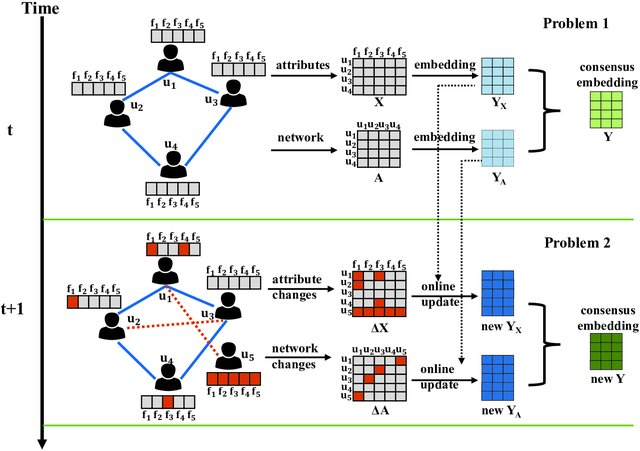 Time
Problem 1
f₁ f₂ f₃ f₄ f₅
u₁
f₁ f₂ f₃ f₄ f₅
u₃
f₁ f₂ f₃ f₄ f₅
u₂
u₄
f₁ f₂ f₃ f₄ f₅
t
attributes
f₁ f₂ f₃ f₄ f₅
u₁
u₂
u₃
u₄
X
embedding
Y_X
network
u₁u₂u₃u₄
u₁
u₂
u₃
u₄
A
embedding
Y_A
consensus
embedding
Y
Problem 2
t+1
f₁ f₂ f₃ f₄ f₅
u₁
f₁ f₂ f₃ f₄ f₅
u₃
f₁ f₂ f₃ f₄ f₅
u₂
u₅
f₁ f₂ f₃ f₄ f₅
u₄
f₁ f₂ f₃ f₄ f₅
attribute
changes
f₁ f₂ f₃ f₄ f₅
u₁
u₂
u₃
u₄
u₅
ΔX
online
update
new Y_X
network
changes
u₁u₂u₃u₄u₅
u₁
u₂
u₃
u₄
u₅
ΔA
online
update
new Y_A
consensus
embedding
new Y